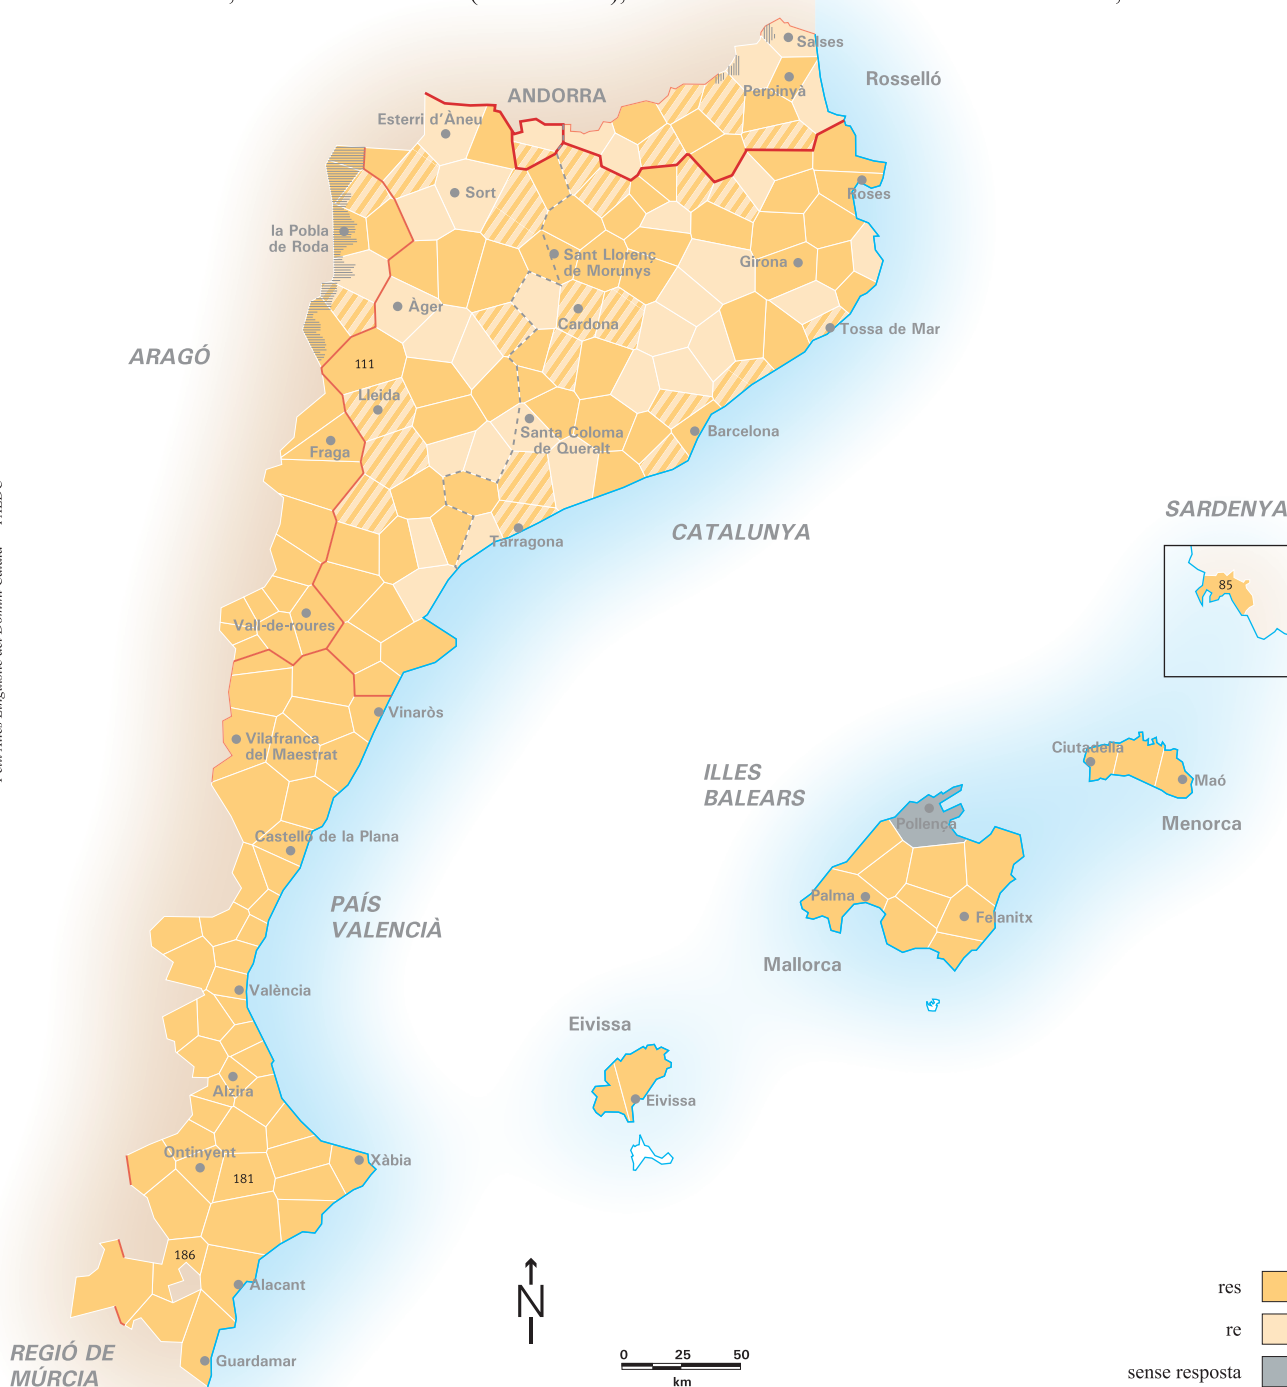 Salses
Rosselló
Perpinyà
ANDORRA
Esterri d'Àneu
Sort
Roses
la Pobla
de Roda
Sant Llorenç
de Morunys
Girona
Àger
Cardona
Tossa de Mar
ARAGÓ
111
Lleida
Santa Coloma
de Queralt
Barcelona
Fraga
SARDENYA
CATALUNYA
Tarragona
85
Vall-de-roures
Vinaròs
Vilafranca
del Maestrat
Ciutadella
ILLES
BALEARS
Maó
Pollença
Menorca
Castelló de la Plana
PAÍS
VALENCIÀ
Palma
Felanitx
Mallorca
València
Eivissa
Alzira
Eivissa
Ontinyent
Xàbia
181
186
Alacant
N
res
re
sense resposta
0 25 50
km
REGIÓ DE
MÚRCIA
Guardamar